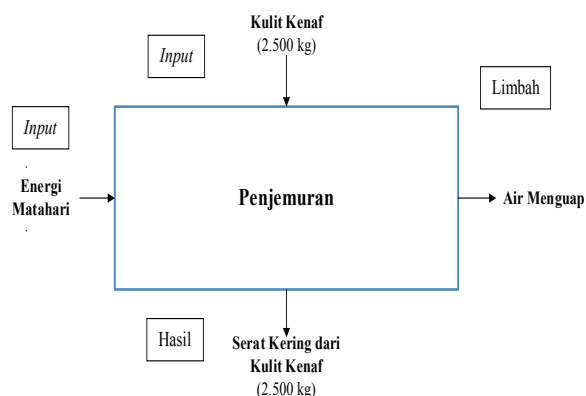 Kulit Kenaf
(2.500 kg)
Input
Limbah
Input
Energi
Matahari
Penjemuran
Air Menguap
Hasil
Serat Kering dari
Kulit Kenaf
(2.500 kg)